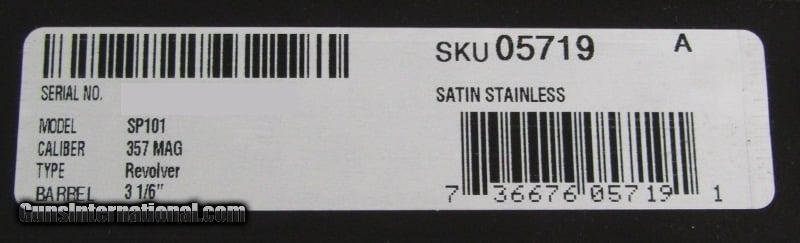 SKU 05719 A
SERIAL NO.
SATIN STAINLESS
MODEL SP101
CALIBER 357 MAG
TYPE Revolver
BARREL 3 1/6"
7 36676 05719 1
GunsInternational.com